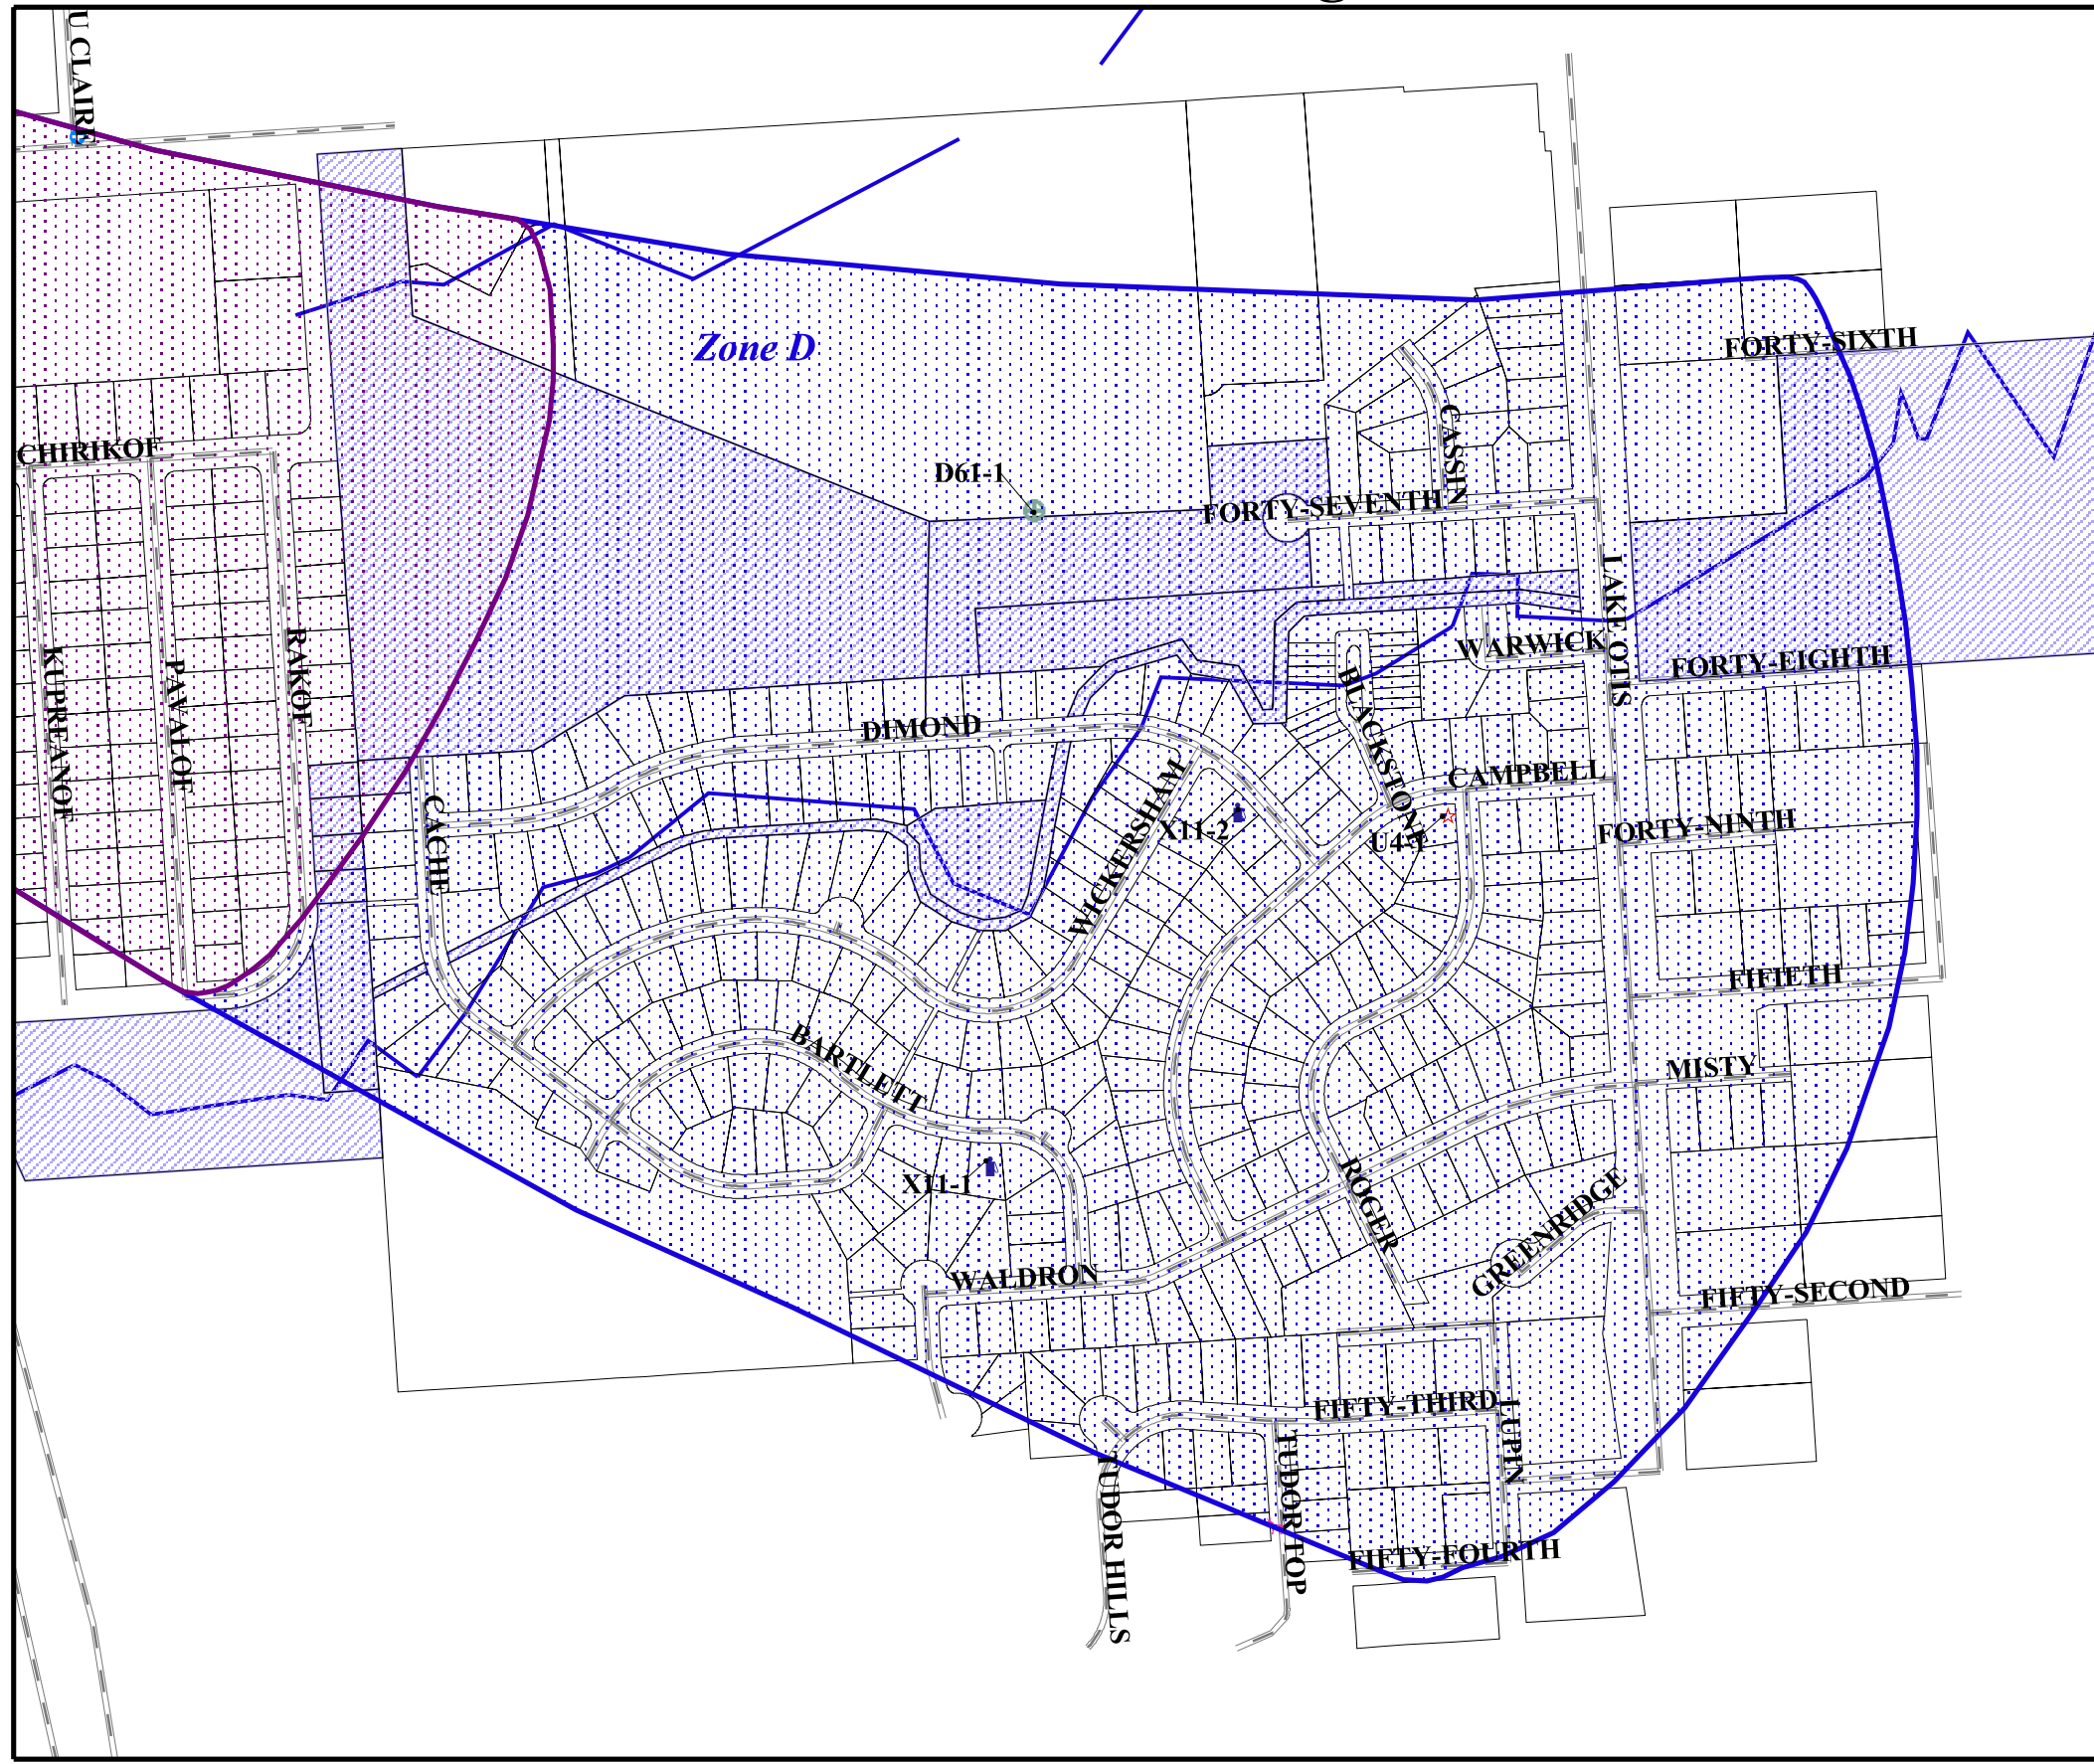 U CLAIRE
FORTY-SIXTH
Zone D
CASSIN
CHIRIKOF
D61-1
FORTY-SEVENTH
LAKE OTIS
WARWICK
FORTY-EIGHTH
KUPREANOF
PAVALOF
RAKOF
DIMOND
BLACKSTONE
CAMPBELL
CACHE
WICKERSHAM
X11-2
U4-1
FORTY-NINTH
FIFIETH
BARTLETT
MISTY
X11-1
ROGER
GREENRIDGE
WALDRON
FIFTY-SECOND
FIFTY-THIRD
LUPIN
TUDOR HILLS
TUDOR TOP
FIFTY-FOURTH